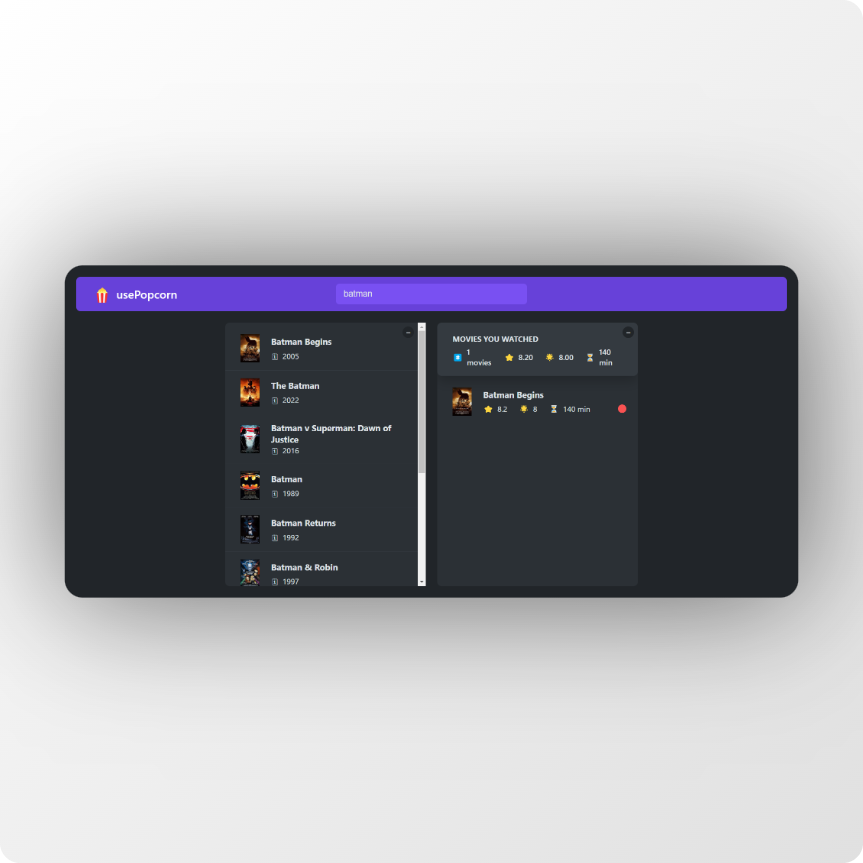 usePopcorn
batman
Batman Begins
2005
The Batman
2022
Batman v Superman: Dawn of
Justice
2016
Batman
1989
Batman Returns
1992
Batman & Robin
1997
MOVIES YOU WATCHED
1
movies
8.20
8.00
140
min
Batman Begins
8.2
8
140 min